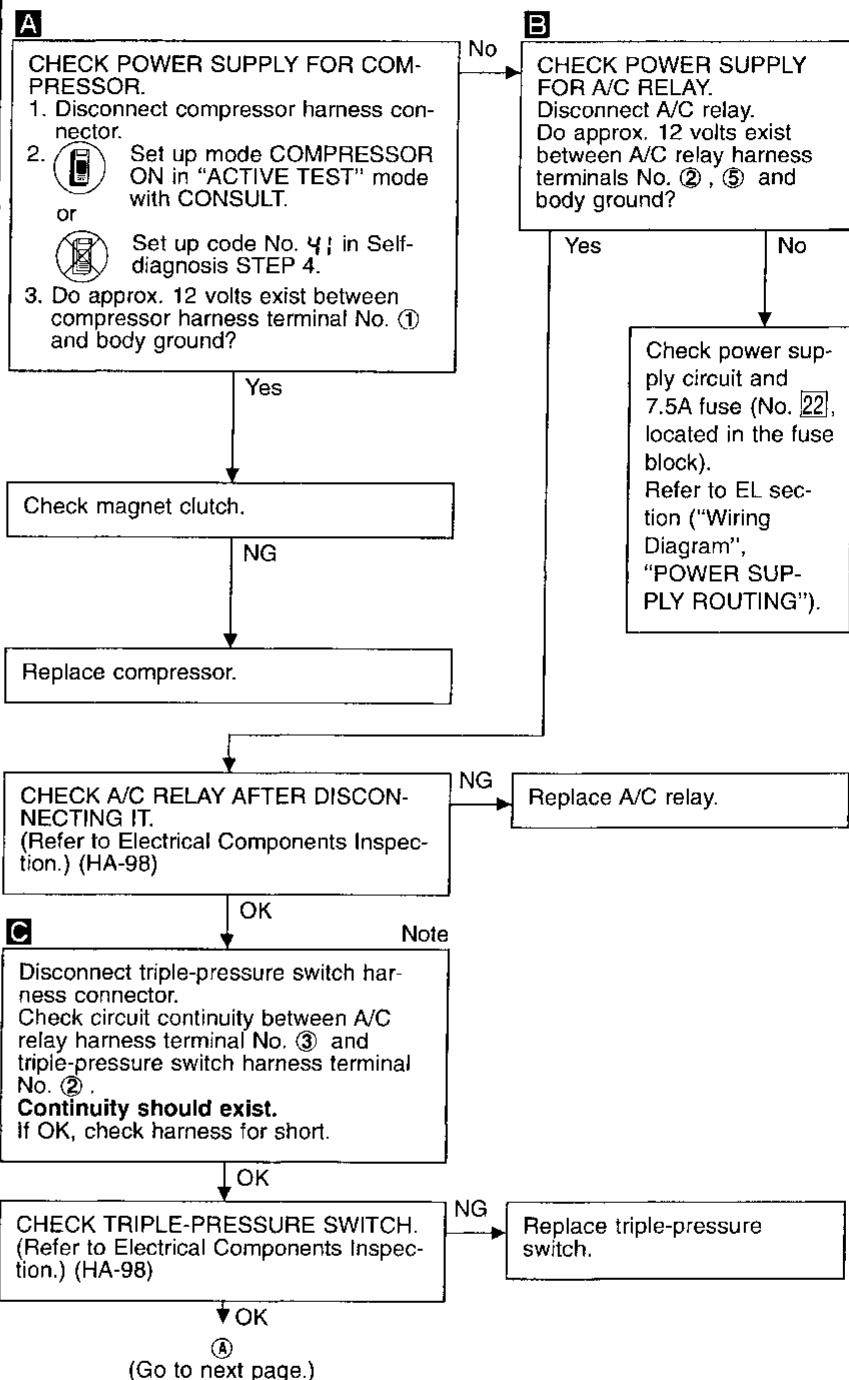 A
CHECK POWER SUPPLY FOR COM-
PRESSOR.
1. Disconnect compressor harness con-
nector.
2. Set up mode COMPRESSOR
ON in “ACTIVE TEST” mode
with CONSULT.
or
Set up code No. 41 in Self-
diagnosis STEP 4.
3. Do approx. 12 volts exist between
compressor harness terminal No. ①
and body ground?
No
B
CHECK POWER SUPPLY
FOR A/C RELAY.
Disconnect A/C relay.
Do approx. 12 volts exist
between A/C relay harness
terminals No. ② , ⑤ and
body ground?
Yes
No
Check power sup-
ply circuit and
7.5A fuse (No. 22,
located in the fuse
block).
Refer to EL sec-
tion (“Wiring
Diagram”,
“POWER SUP-
PLY ROUTING”).
Yes
Check magnet clutch.
NG
Replace compressor.
CHECK A/C RELAY AFTER DISCON-
NECTING IT.
(Refer to Electrical Components Inspec-
tion.) (HA-98)
NG
Replace A/C relay.
OK
C
Note
Disconnect triple-pressure switch har-
ness connector.
Check circuit continuity between A/C
relay harness terminal No. ③ and
triple-pressure switch harness terminal
No. ② .
Continuity should exist.
If OK, check harness for short.
OK
CHECK TRIPLE-PRESSURE SWITCH.
(Refer to Electrical Components Inspec-
tion.) (HA-98)
NG
Replace triple-pressure
switch.
OK
Ⓐ
(Go to next page.)